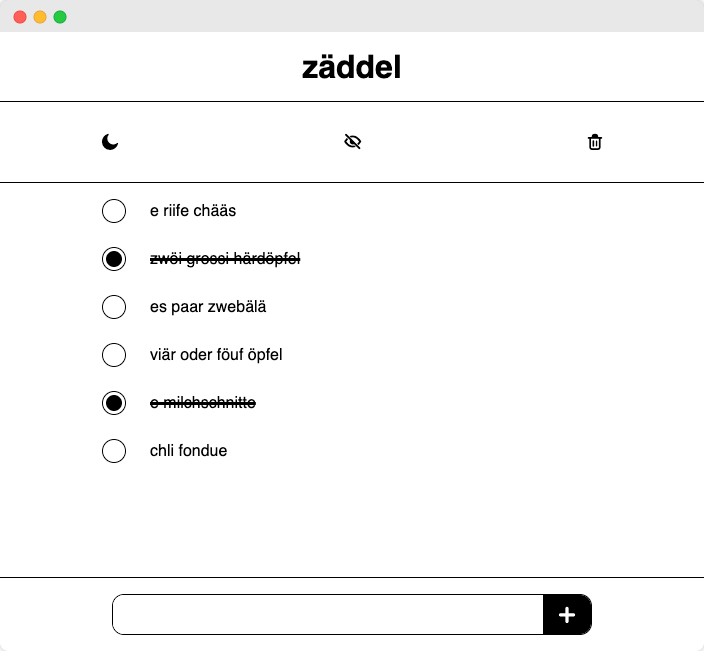 zäddel
e riife chääs
zwöi grossi härdöpfel
es paar zwebälä
viär oder föuf öpfel
e milchschnitte
chli fondue